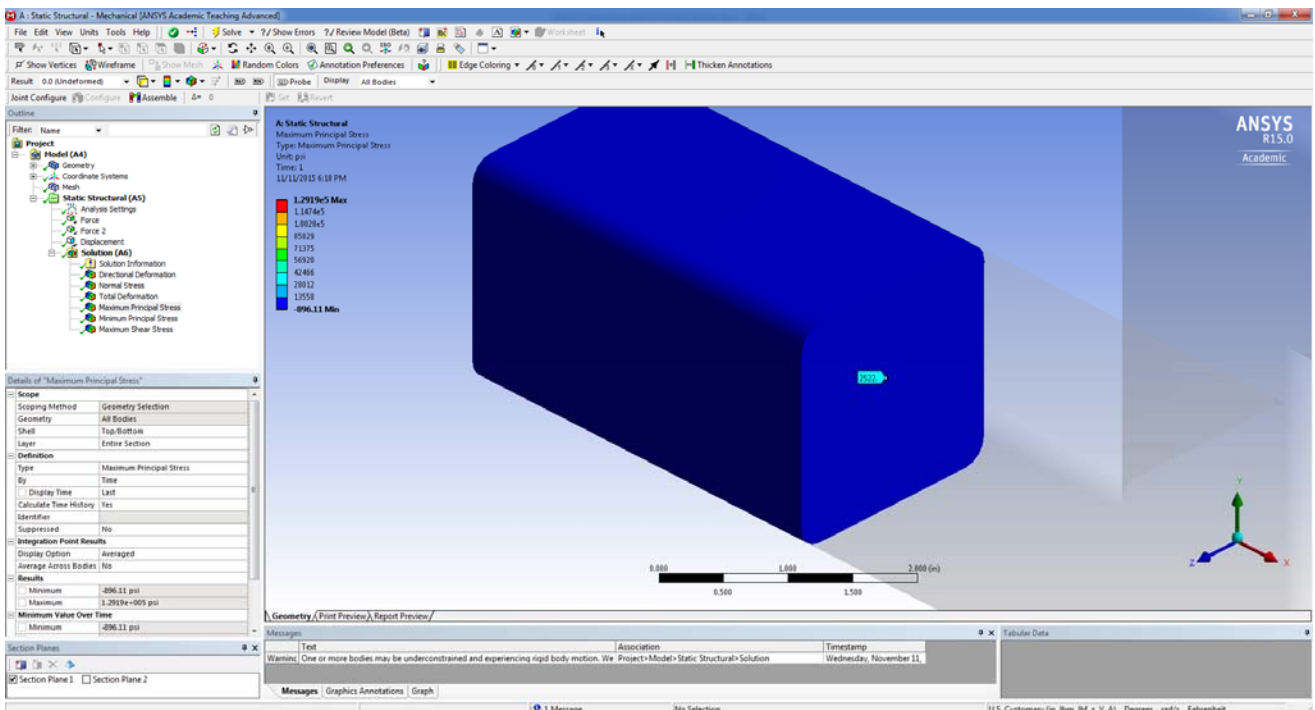 A : Static Structural - Mechanical [ANSYS Academic Teaching Advanced]
File Edit View Units Tools Help Solve ?/ Show Errors ?/ Review Model (Beta) Worksheet
Show Vertices Wireframe Show Mesh Random Colors Annotation Preferences Edge Coloring Thicken Annotations
Result 0.0 (Undeformed) Probe Display All Bodies
Joint Configure Configure Assemble Δ= 0 Set Revert
Outline
Filter: Name
Project
Model (A4)
Geometry
Coordinate Systems
Mesh
Static Structural (A5)
Analysis Settings
Force
Force 2
Displacement
Solution (A6)
Solution Information
Directional Deformation
Normal Stress
Total Deformation
Maximum Principal Stress
Minimum Principal Stress
Maximum Shear Stress
Details of "Maximum Principal Stress"
Scope
Scoping Method Geometry Selection
Geometry All Bodies
Shell Top/Bottom
Layer Entire Section
Definition
Type Maximum Principal Stress
By Time
Display Time Last
Calculate Time History Yes
Identifier
Suppressed No
Integration Point Results
Display Option Averaged
Average Across Bodies No
Results
Minimum -896.11 psi
Maximum 1.2919e+005 psi
Minimum Value Over Time
Minimum -896.11 psi
Section Planes
Section Plane 1 Section Plane 2
A: Static Structural
Maximum Principal Stress
Type: Maximum Principal Stress
Unit: psi
Time: 1
11/11/2015 6:18 PM
1.2919e5 Max
1.1474e5
1.0028e5
85829
71375
56920
42466
28012
13558
-896.11 Min
ANSYS
R15.0
Academic
2522.
0.000 1.000 2.000 (in)
0.500 1.500
Y
Z X
Geometry Print Preview Report Preview
Messages
Text Association Timestamp
Warning One or more bodies may be underconstrained and experiencing rigid body motion. We Project>Model>Static Structural>Solution Wednesday, November 11,
Messages Graphics Annotations Graph
Tabular Data
1 Message No Selection U.S. Customary (in, lbm, lbf, s, V, A) Degrees rad/s Fahrenheit